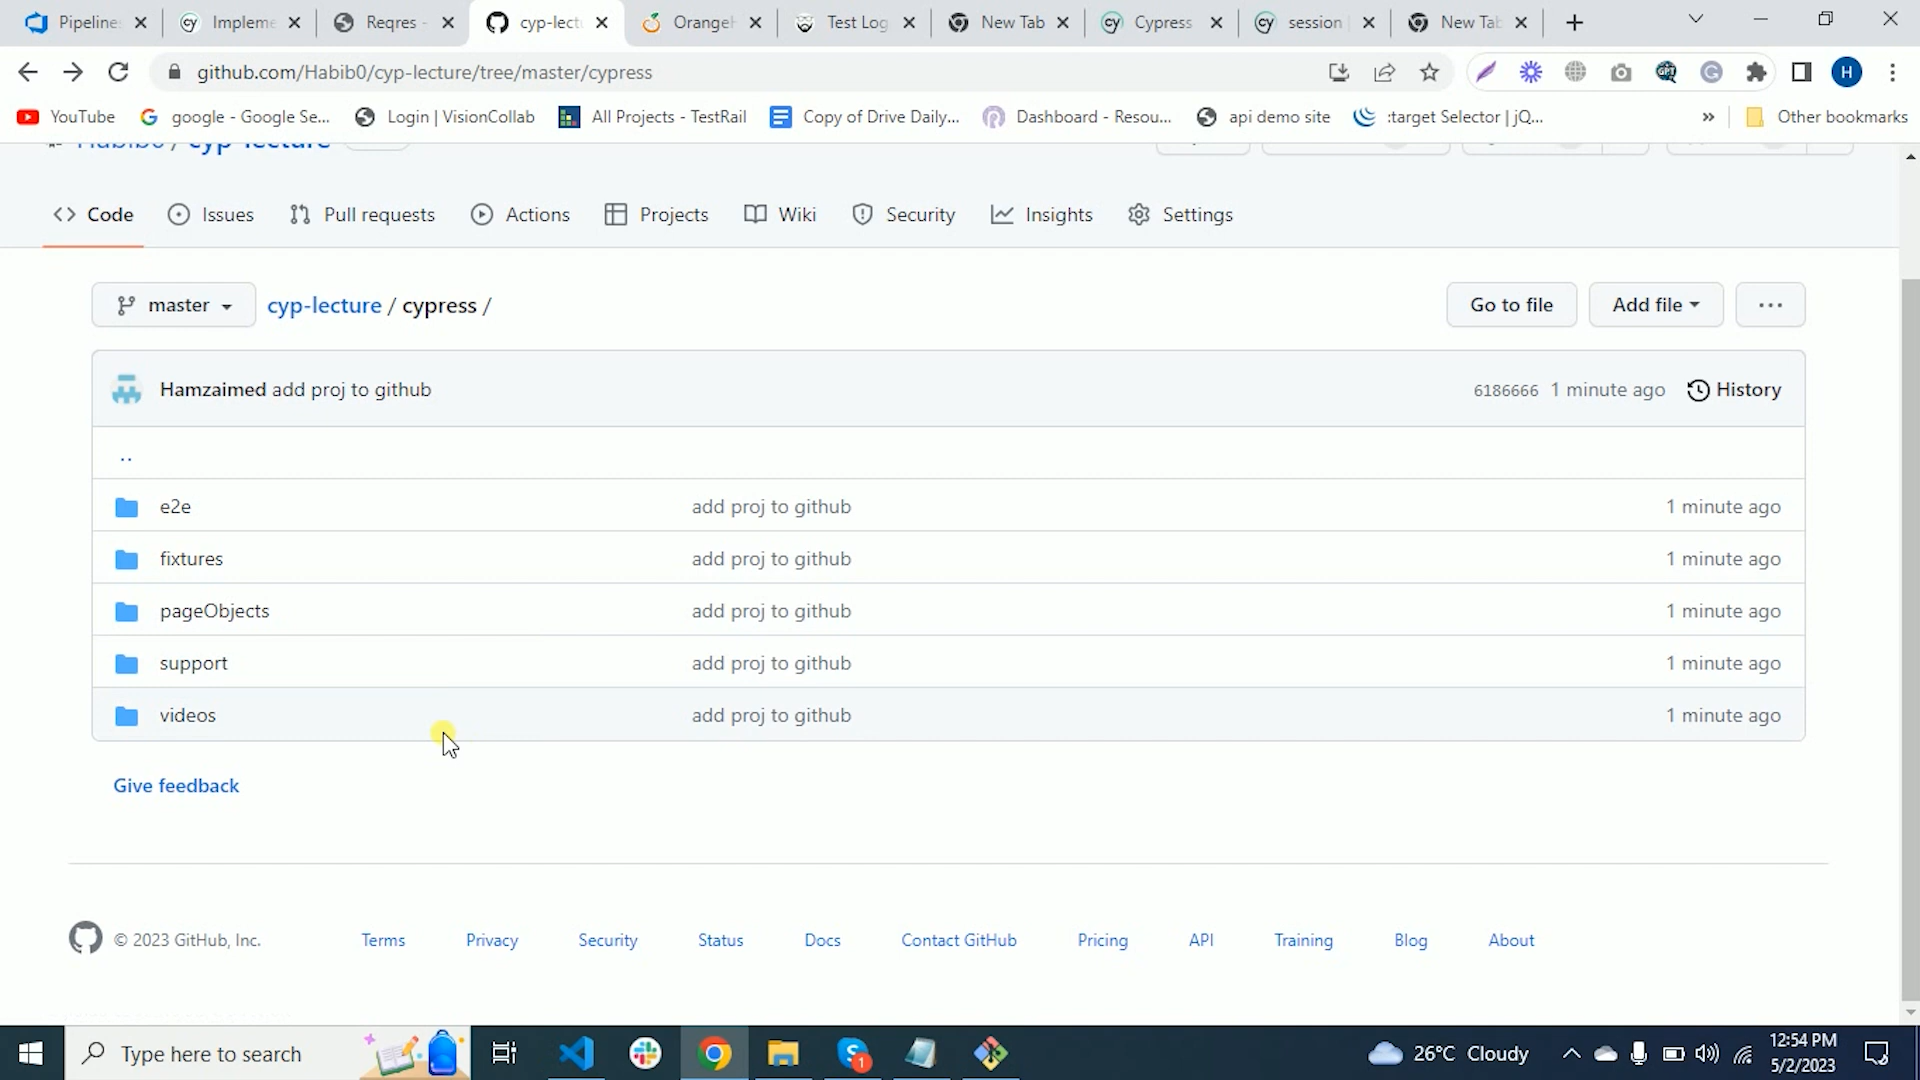 Pipeline:
Impleme
Reqres -
cyp-lect
OrangeH
Test Log
New Tab
Cypress
session
New Tab
github.com/Habib0/cyp-lecture/tree/master/cypress
H
YouTube
google - Google Se...
Login | VisionCollab
All Projects - TestRail
Copy of Drive Daily...
Dashboard - Resou...
api demo site
:target Selector | jQ...
»
Other bookmarks
Habib0 / cyp-lecture
Code
Issues
Pull requests
Actions
Projects
Wiki
Security
Insights
Settings
master
cyp-lecture / cypress /
Go to file
Add file
...
Hamzaimed add proj to github
6186666 1 minute ago
History
..
e2e add proj to github 1 minute ago
fixtures add proj to github 1 minute ago
pageObjects add proj to github 1 minute ago
support add proj to github 1 minute ago
videos add proj to github 1 minute ago
Give feedback
© 2023 GitHub, Inc.
Terms
Privacy
Security
Status
Docs
Contact GitHub
Pricing
API
Training
Blog
About
Type here to search
1
26°C Cloudy
12:54 PM
5/2/2023